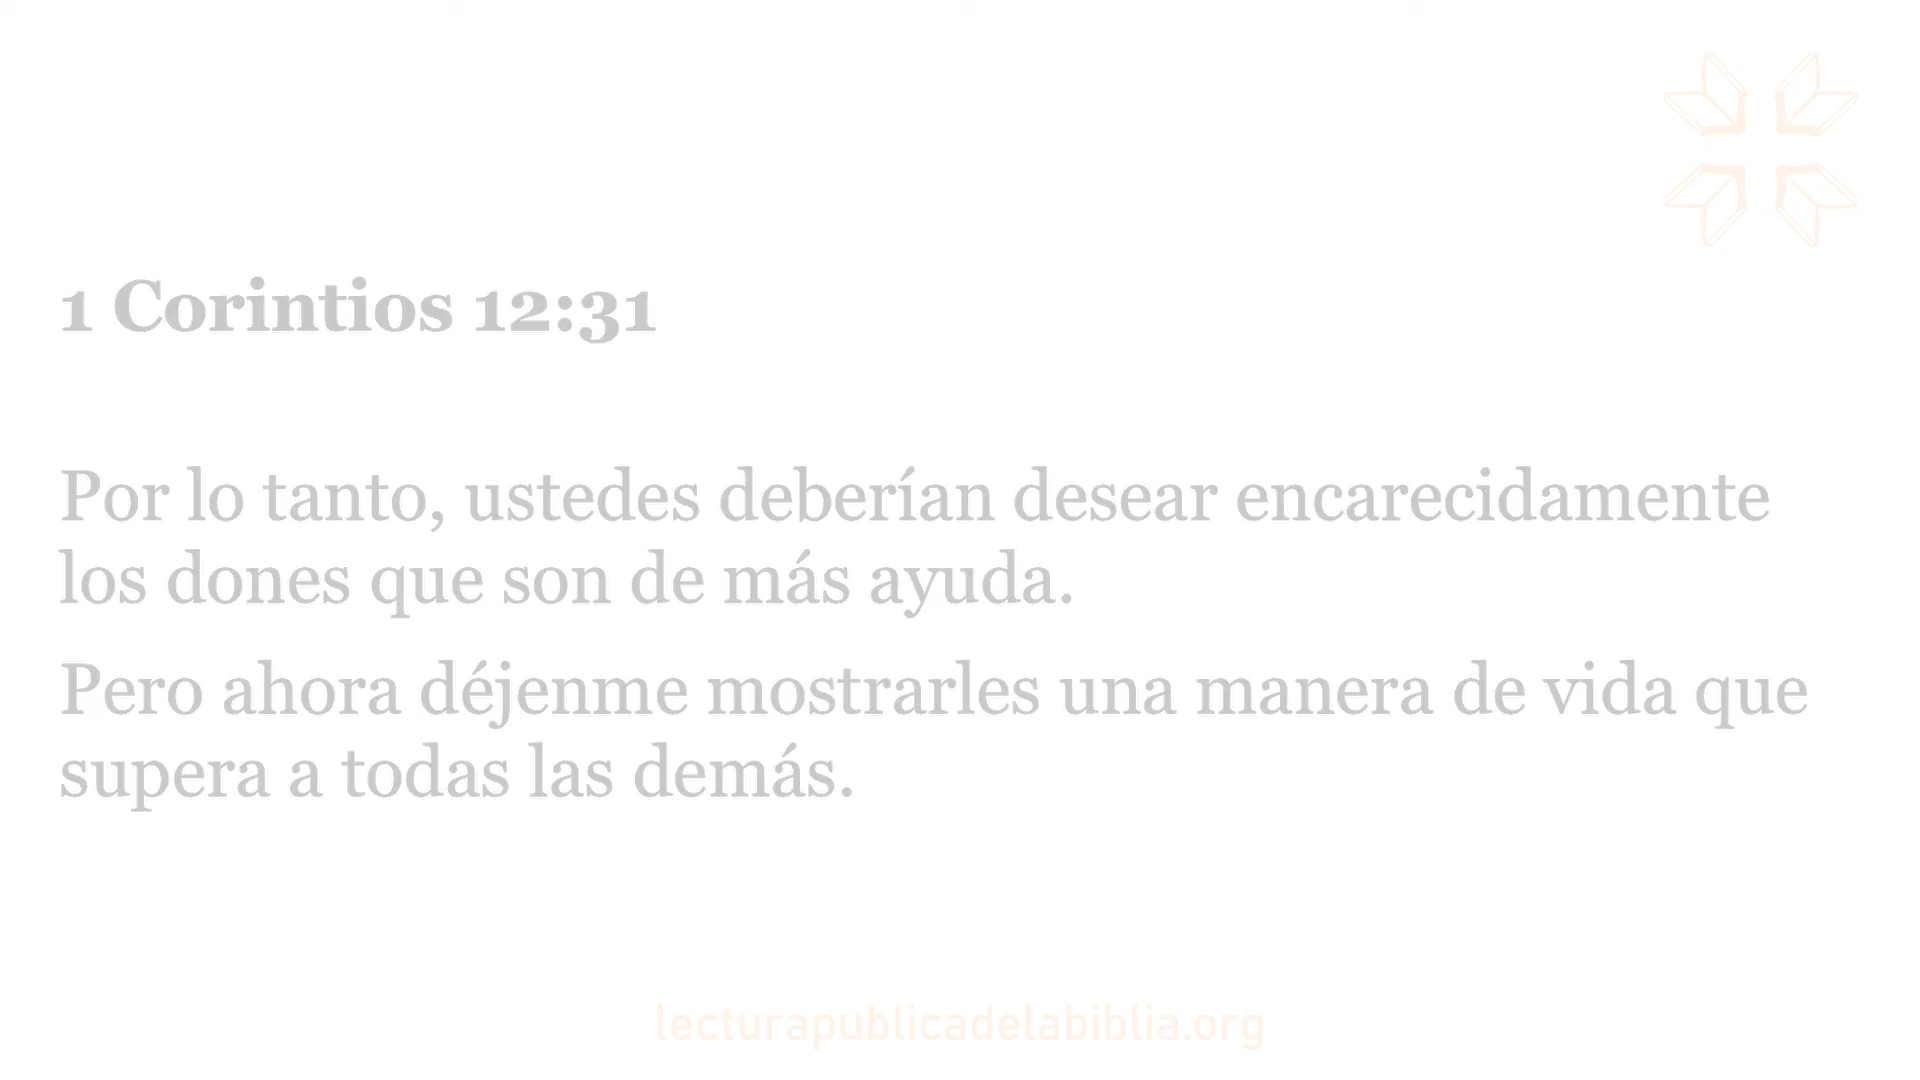 1 Corintios 12:31
Por lo tanto, ustedes deberían desear encarecidamente
los dones que son de más ayuda.
Pero ahora déjenme mostrarles una manera de vida que
supera a todas las demás.
lecturapublicadelabiblia.org